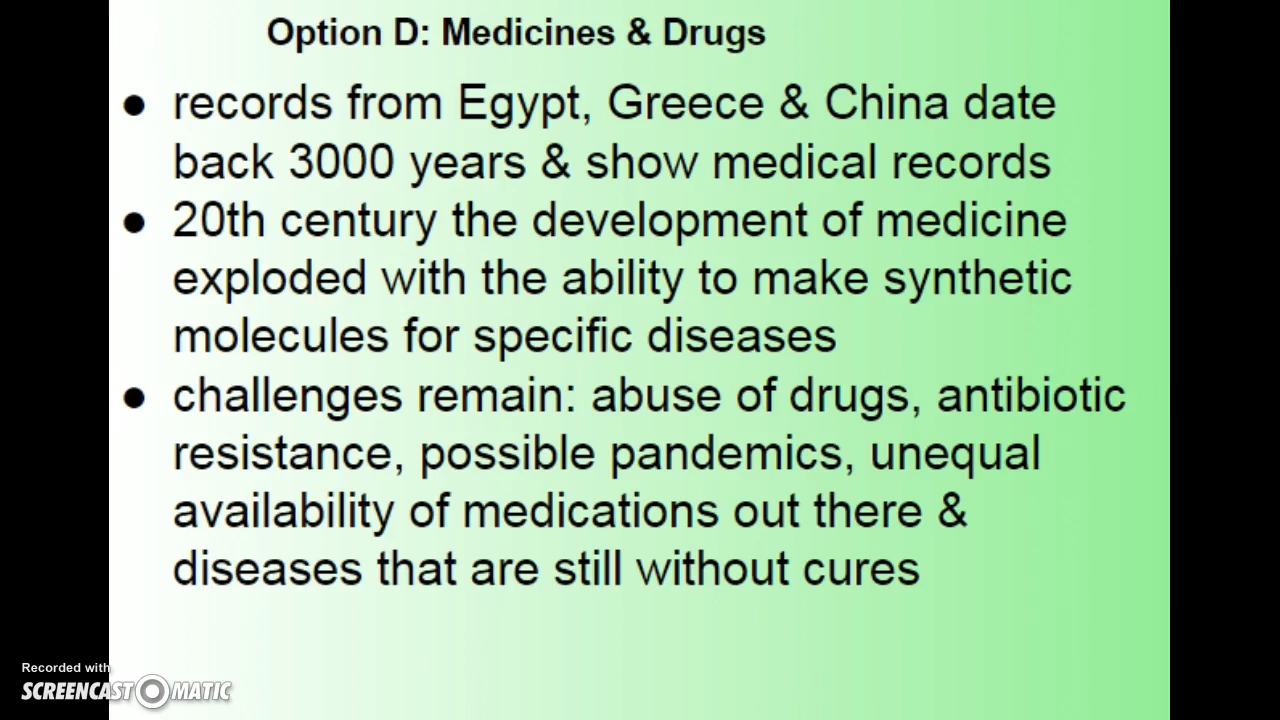 Option D: Medicines & Drugs
● records from Egypt, Greece & China date
back 3000 years & show medical records
● 20th century the development of medicine
exploded with the ability to make synthetic
molecules for specific diseases
● challenges remain: abuse of drugs, antibiotic
resistance, possible pandemics, unequal
availability of medications out there &
diseases that are still without cures
Recorded with
SCREENCAST-O-MATIC